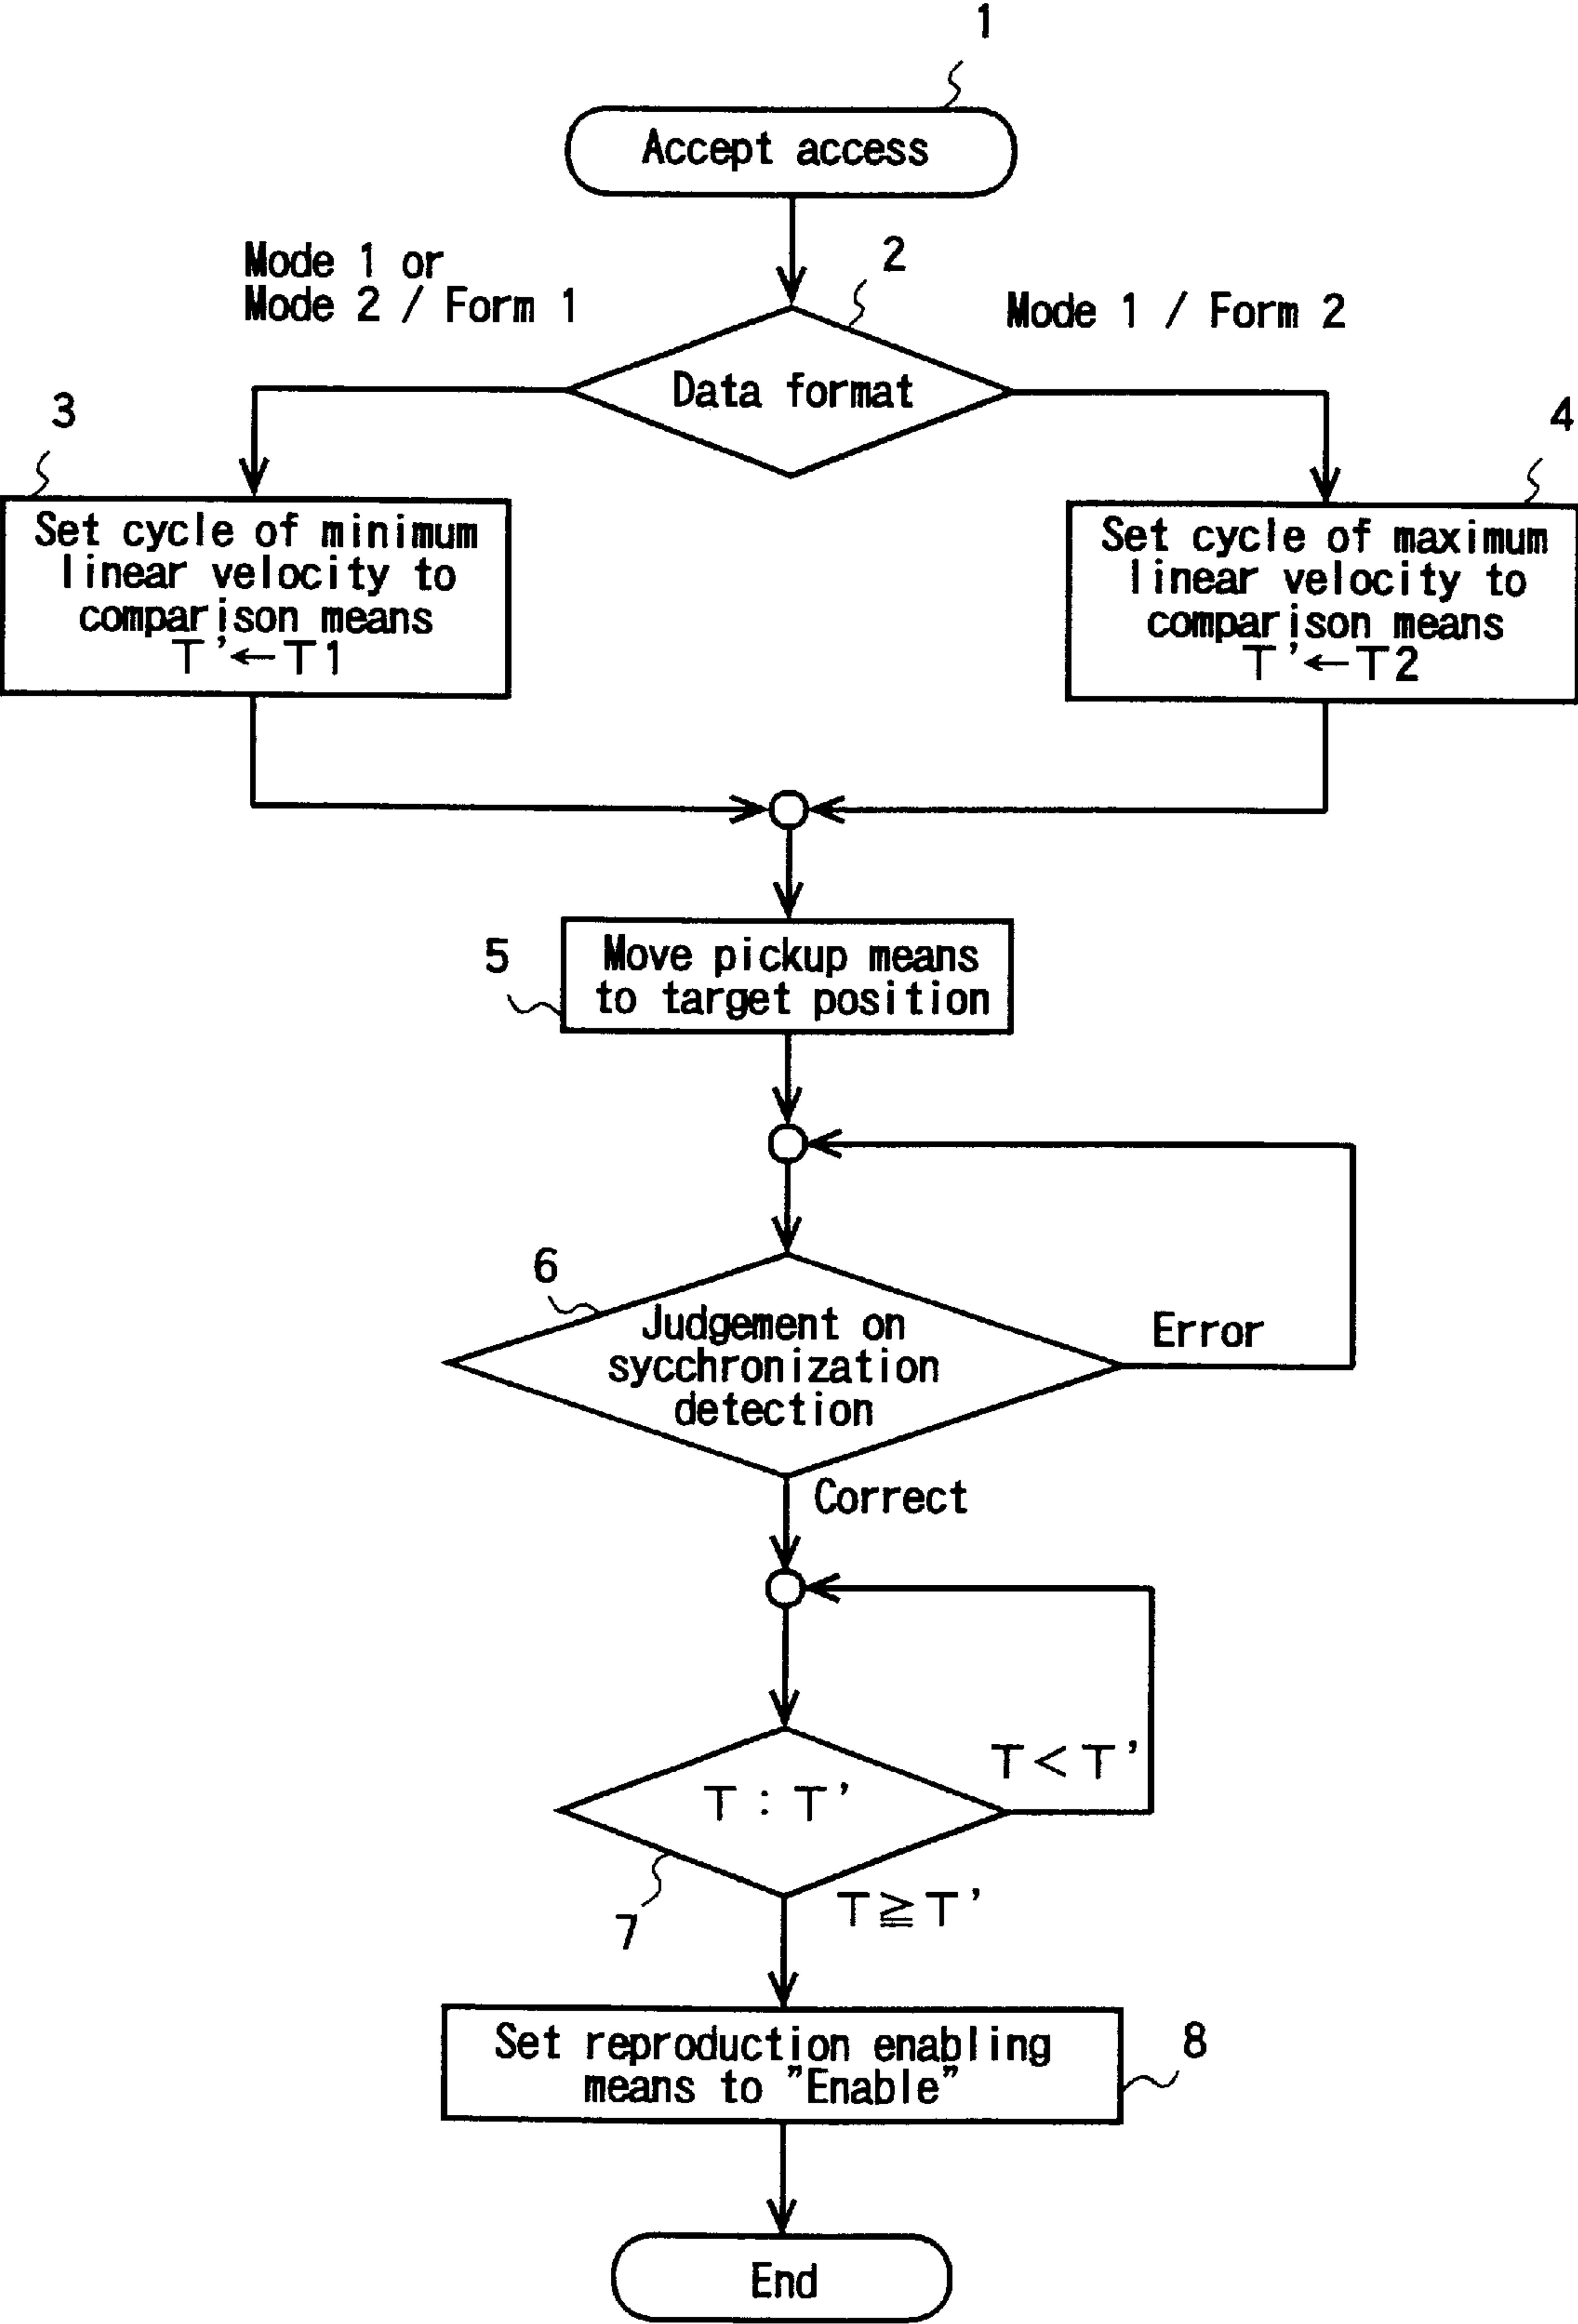 1
Accept access
2
Mode 1 or
Mode 2 / Form 1
Mode 1 / Form 2
Data format
3
Set cycle of minimum
linear velocity to
comparison means
T'←T1
4
Set cycle of maximum
linear velocity to
comparison means
T'←T2
5
Move pickup means
to target position
6
Judgement on
sycchronization
detection
Error
Correct
T : T'
T < T'
7
T ≧ T'
Set reproduction enabling
means to "Enable"
8
End